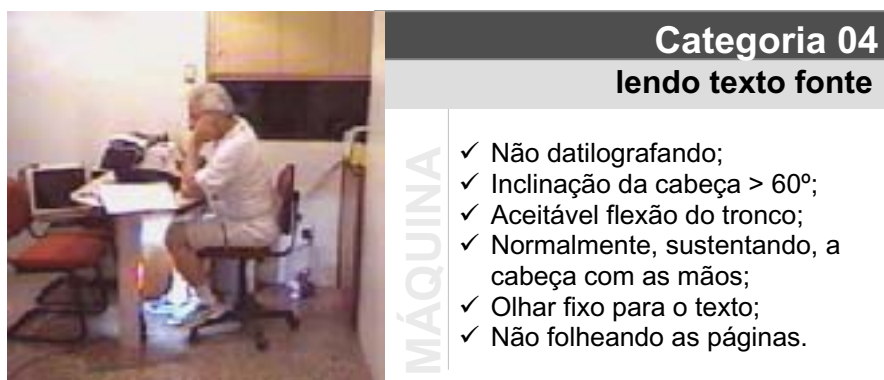 Categoria 04
lendo texto fonte
MÁQUINA
✓ Não datilografando;
✓ Inclinação da cabeça > 60º;
✓ Aceitável flexão do tronco;
✓ Normalmente, sustentando, a
cabeça com as mãos;
✓ Olhar fixo para o texto;
✓ Não folheando as páginas.